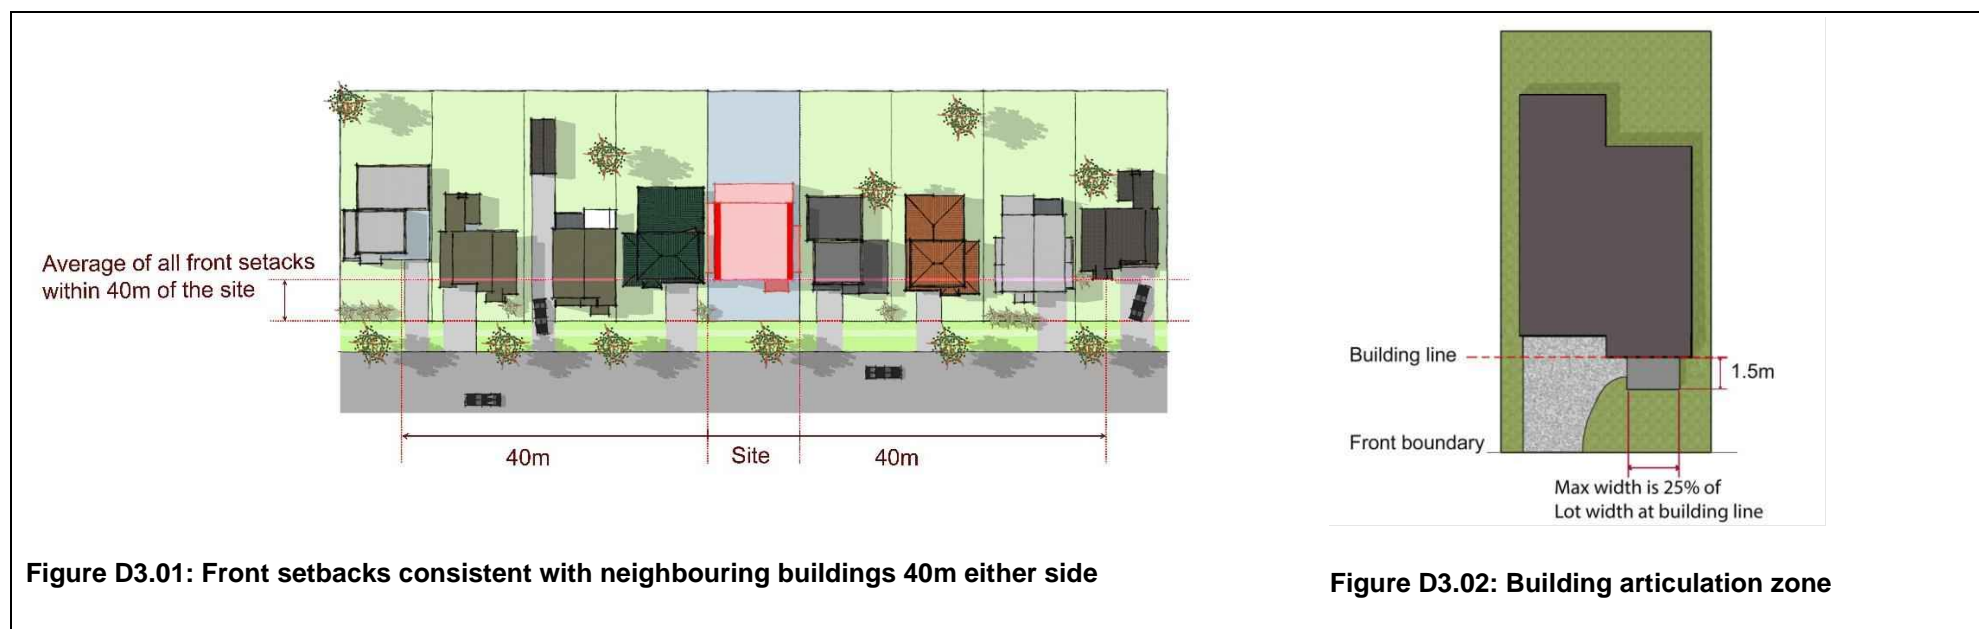 Average of all front setacks
within 40m of the site
40m
Site
40m
Figure D3.01: Front setbacks consistent with neighbouring buildings 40m either side
Building line
1.5m
Front boundary
Max width is 25% of
Lot width at building line
Figure D3.02: Building articulation zone